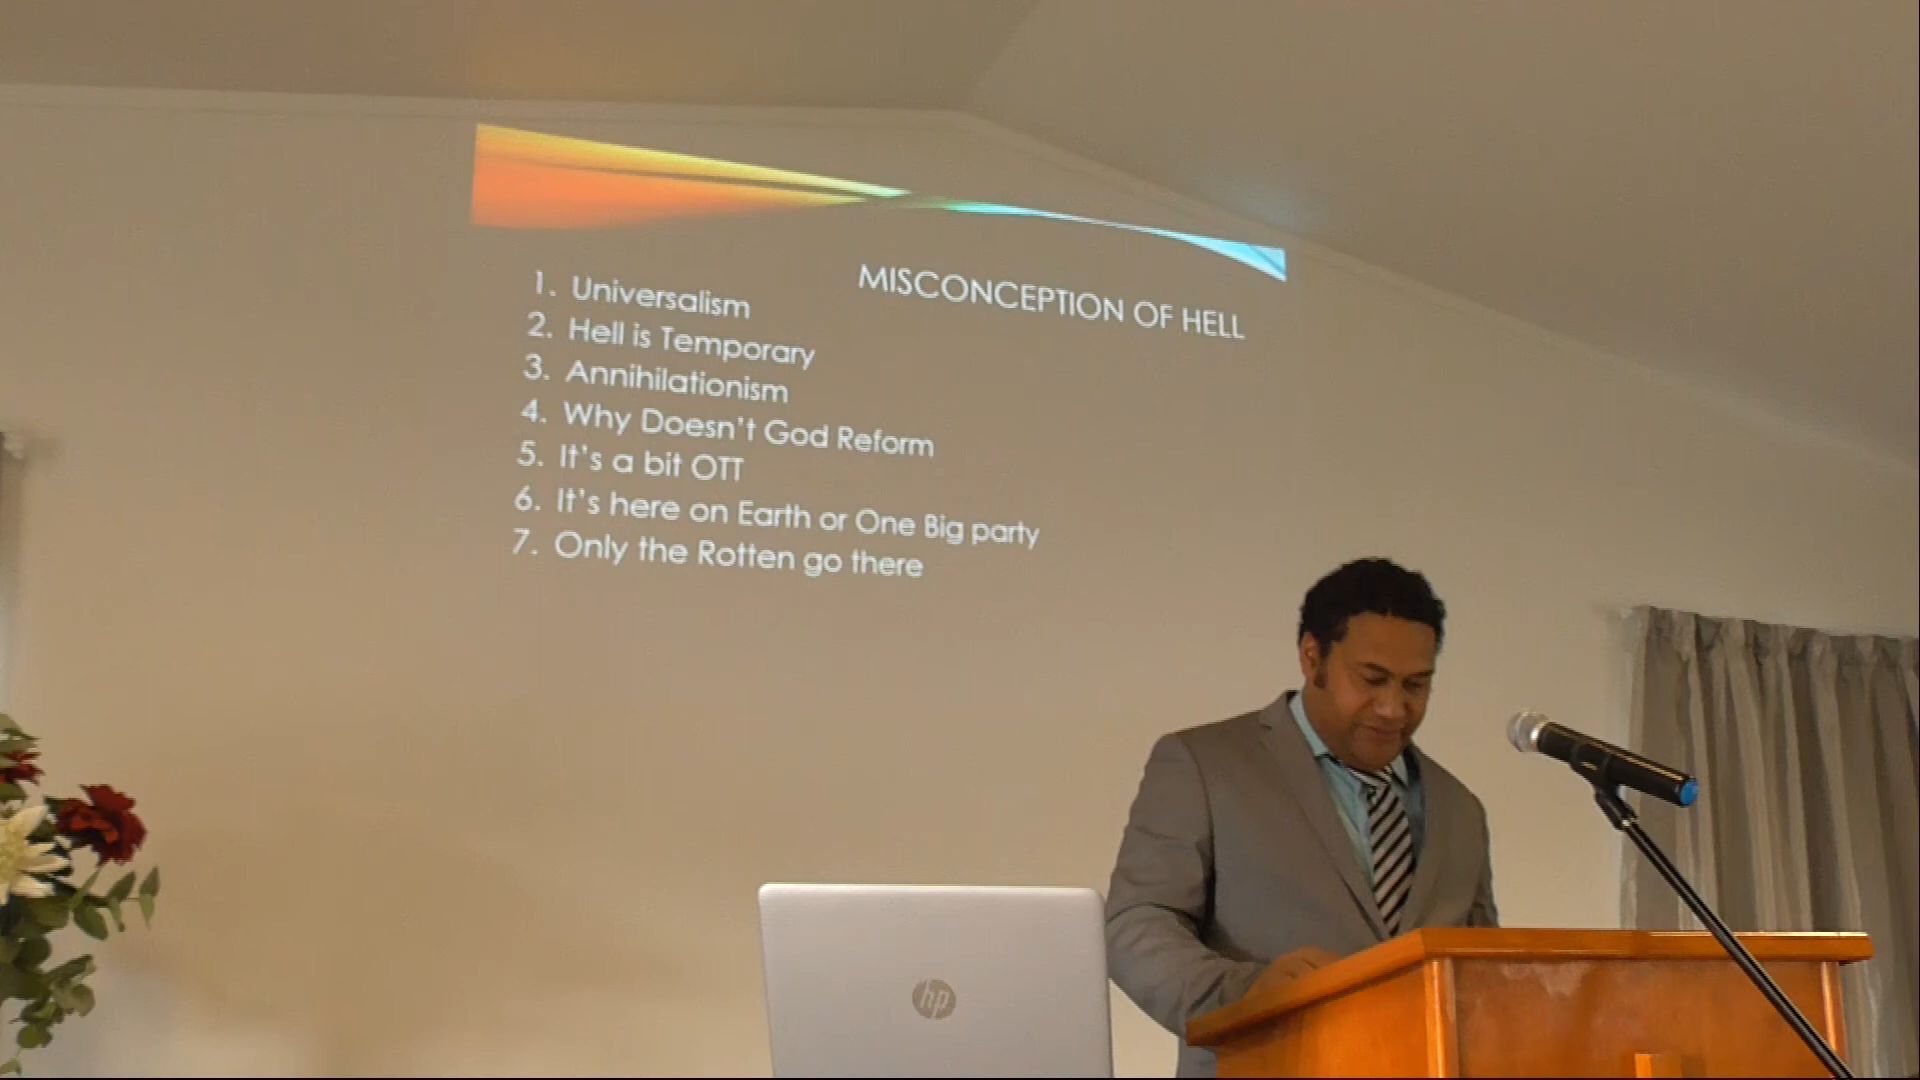 MISCONCEPTION OF HELL
1. Universalism
2. Hell is Temporary
3. Annihilationism
4. Why Doesn't God Reform
5. It's a bit OTT
6. It's here on Earth or One Big party
7. Only the Rotten go there
hp